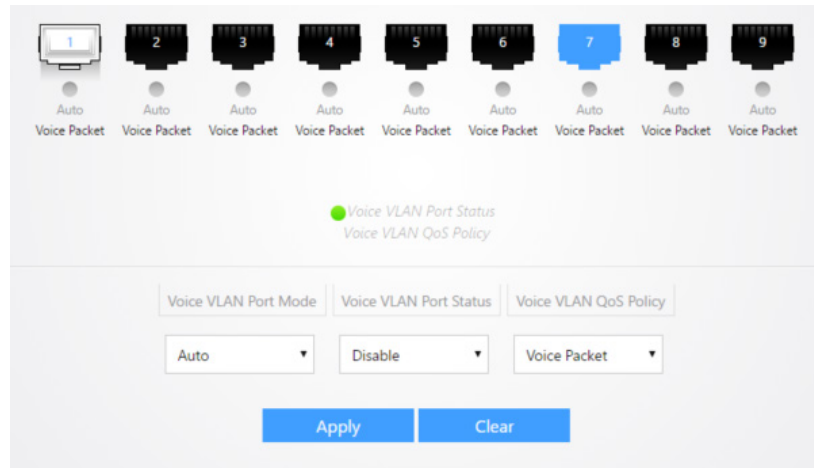 1 2 3 4 5 6 7 8 9
Auto Auto Auto Auto Auto Auto Auto Auto Auto
Voice Packet Voice Packet Voice Packet Voice Packet Voice Packet Voice Packet Voice Packet Voice Packet Voice Packet
Voice VLAN Port Status
Voice VLAN QoS Policy
Voice VLAN Port Mode Voice VLAN Port Status Voice VLAN QoS Policy
Auto Disable Voice Packet
Apply Clear